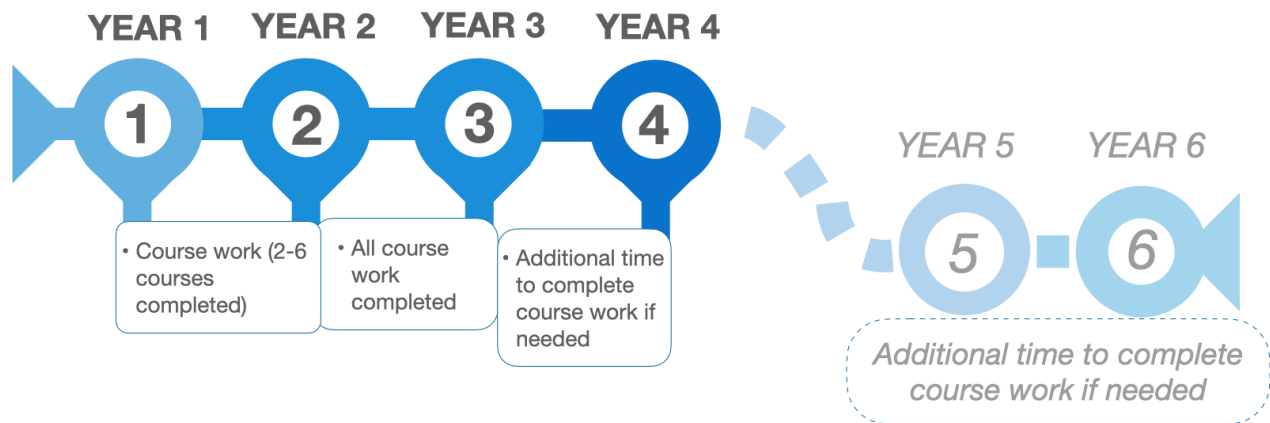 YEAR 1
YEAR 2
YEAR 3
YEAR 4
1
2
3
4
YEAR 5
YEAR 6
5
6
• Course work (2-6
courses
completed)
• All course
work
completed
• Additional time
to complete
course work if
needed
Additional time to complete
course work if needed